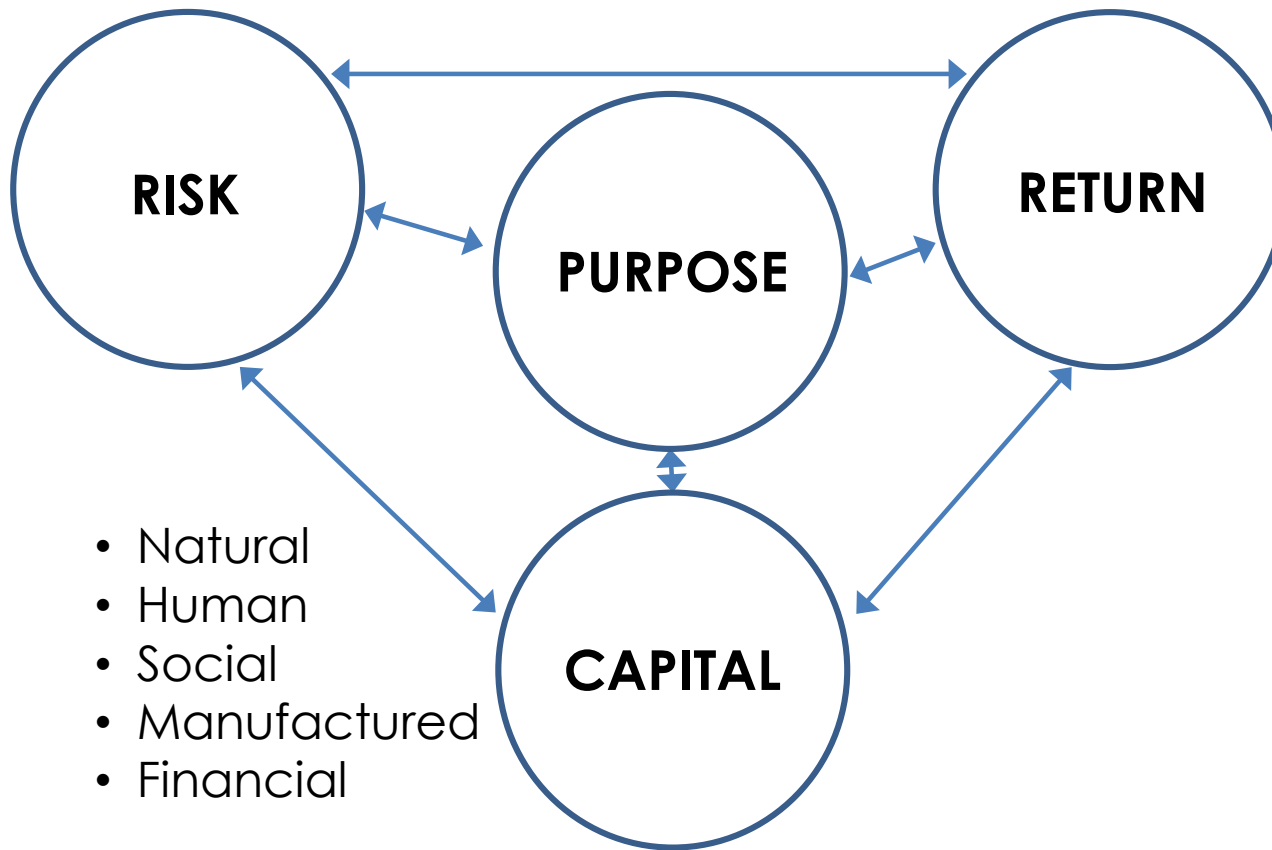 RISK
RETURN
PURPOSE
• Natural
• Human
• Social
• Manufactured
• Financial
CAPITAL